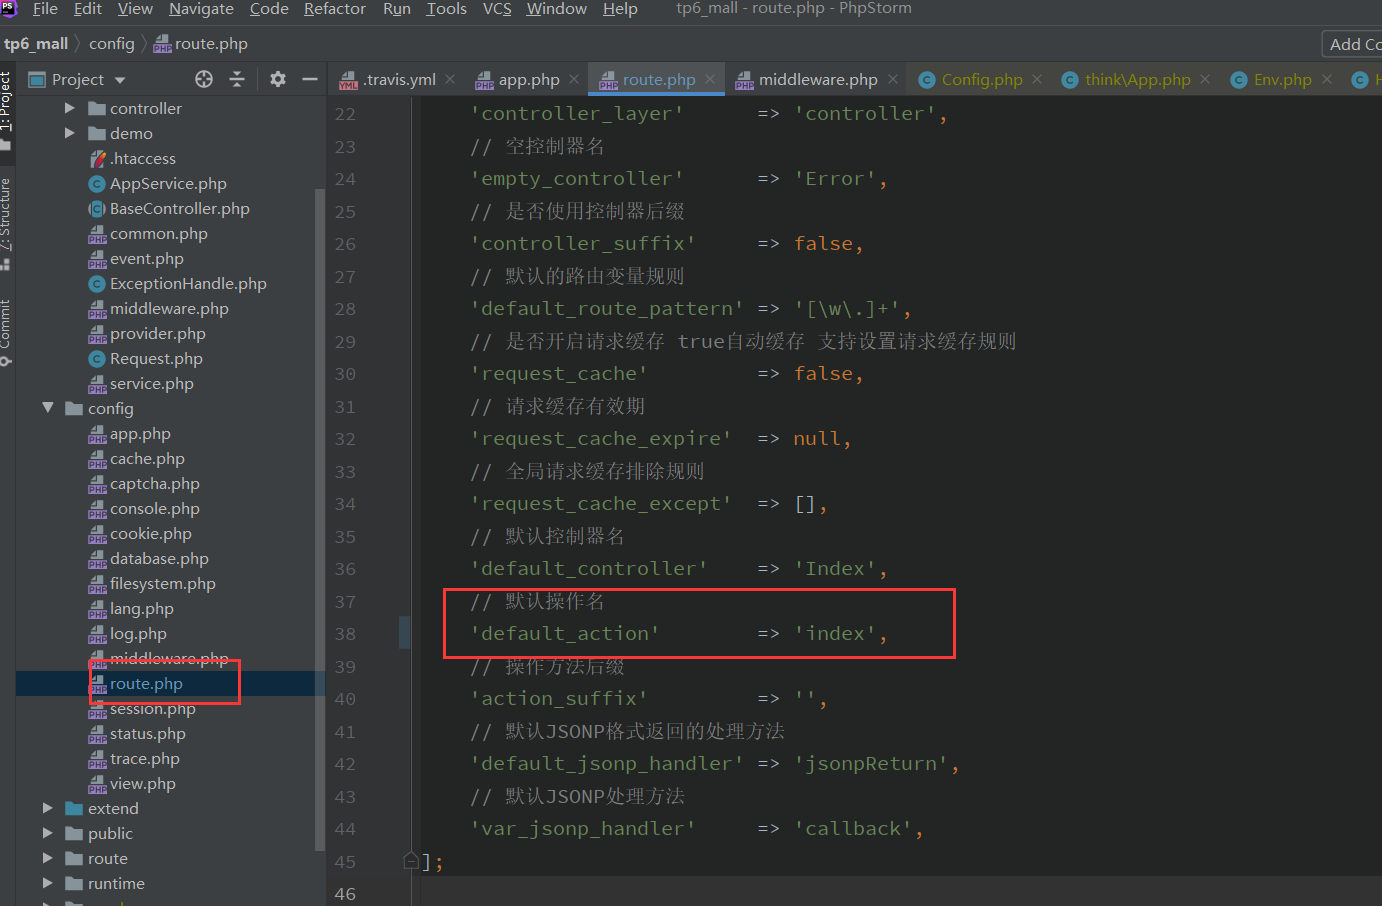 File Edit View Navigate Code Refactor Run Tools VCS Window Help tp6_mall - route.php - PhpStorm
tp6_mall config route.php
Project
.travis.yml app.php route.php middleware.php Config.php think\App.php Env.php
1: Project
Z: Structure
Commit
controller
demo
.htaccess
AppService.php
BaseController.php
common.php
event.php
ExceptionHandle.php
middleware.php
provider.php
Request.php
service.php
config
app.php
cache.php
captcha.php
console.php
cookie.php
database.php
filesystem.php
lang.php
log.php
middleware.php
route.php
session.php
status.php
trace.php
view.php
extend
public
route
runtime
22 'controller_layer' => 'controller',
23 // 空控制器名
24 'empty_controller' => 'Error',
25 // 是否使用控制器后缀
26 'controller_suffix' => false,
27 // 默认的路由变量规则
28 'default_route_pattern' => '[\w\.]+',
29 // 是否开启请求缓存 true自动缓存 支持设置请求缓存规则
30 'request_cache' => false,
31 // 请求缓存有效期
32 'request_cache_expire' => null,
33 // 全局请求缓存排除规则
34 'request_cache_except' => [],
35 // 默认控制器名
36 'default_controller' => 'Index',
37 // 默认操作名
38 'default_action' => 'index',
39 // 操作方法后缀
40 'action_suffix' => '',
41 // 默认JSONP格式返回的处理方法
42 'default_jsonp_handler' => 'jsonpReturn',
43 // 默认JSONP处理方法
44 'var_jsonp_handler' => 'callback',
45 ];
46